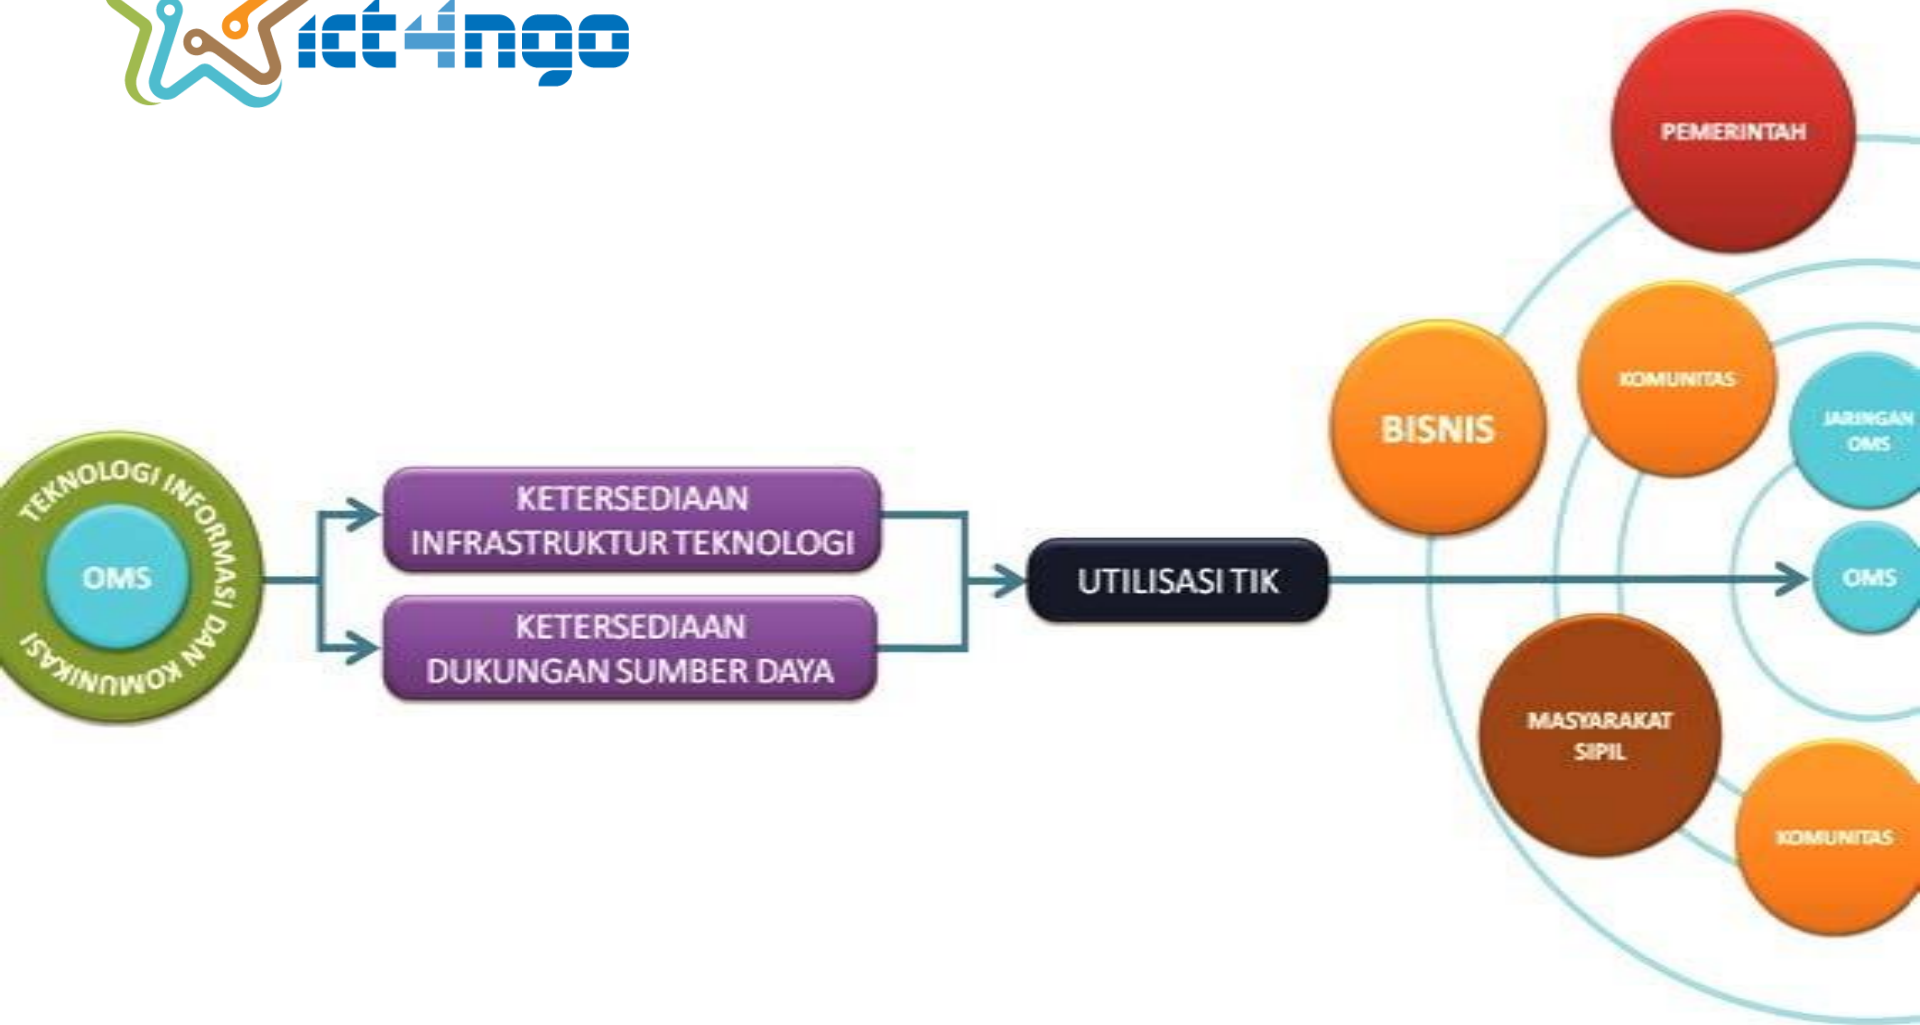 ict4ngo
PEMERINTAH
KOMUNITAS
BISNIS
JARINGAN
OMS
TEKNOLOGI INFORMASI DAN KOMUNIKASI
OMS
KETERSEDIAAN
INFRASTRUKTUR TEKNOLOGI
KETERSEDIAAN
DUKUNGAN SUMBER DAYA
UTILISASI TIK
OMS
MASYARAKAT
SIPIL
KOMUNITAS